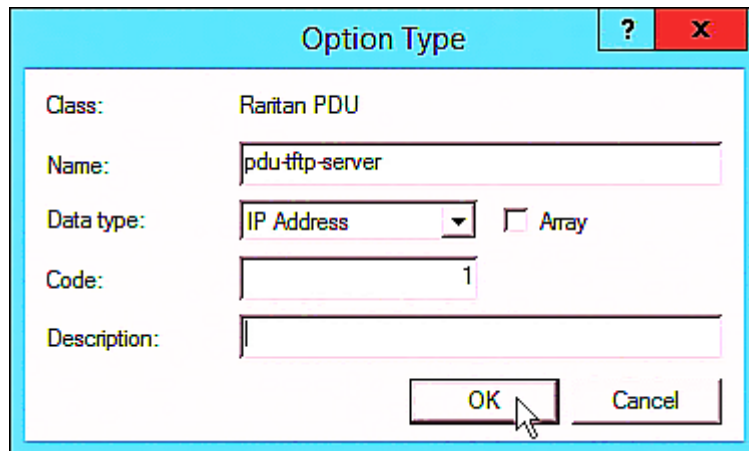 Option Type
?
x
Class: Raritan PDU
Name: pdu-tftp-server
Data type: IP Address Array
Code: 1
Description:
OK Cancel